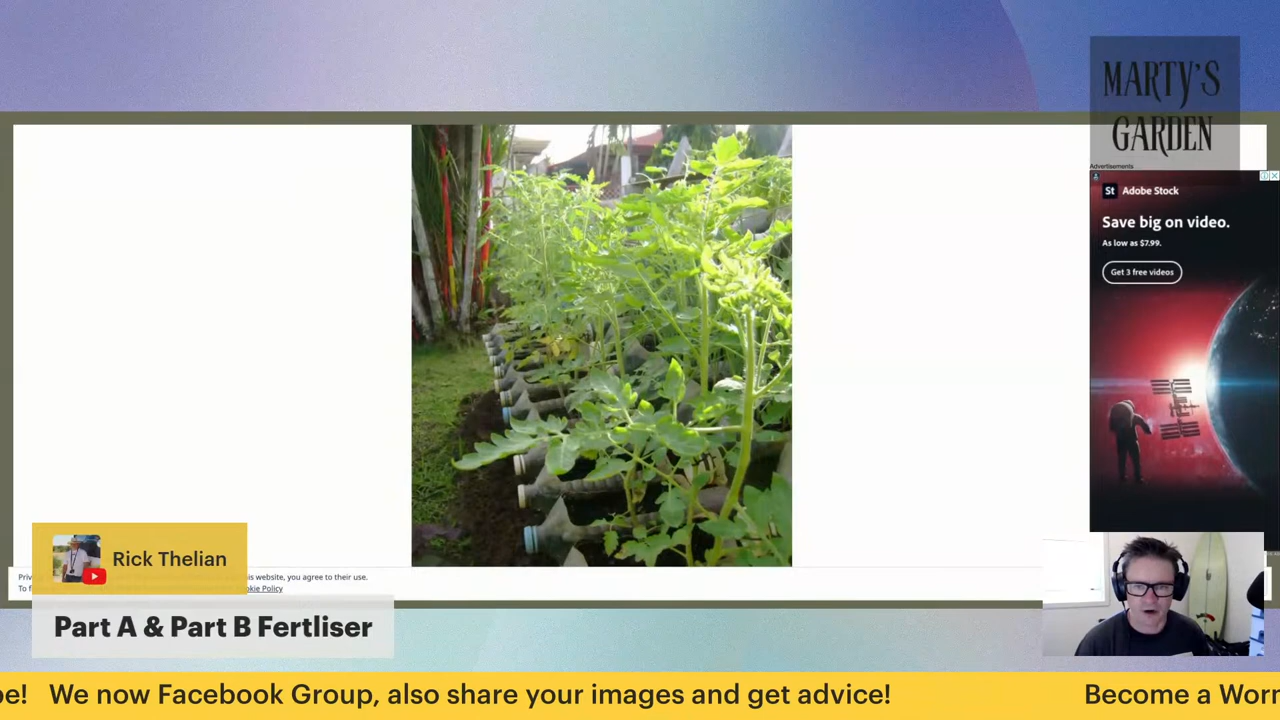 MARTY'S
GARDEN
Advertisements
St Adobe Stock
Save big on video.
As low as $7.99.
Get 3 free videos
Rick Thelian
is website, you agree to their use.
okie Policy
Part A & Part B Fertliser
We now Facebook Group, also share your images and get advice!
Become a